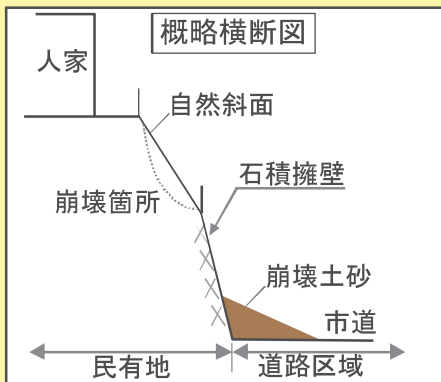 概略横断図
人家
自然斜面
石積擁壁
崩壊箇所
崩壊土砂
市道
民有地
道路区域